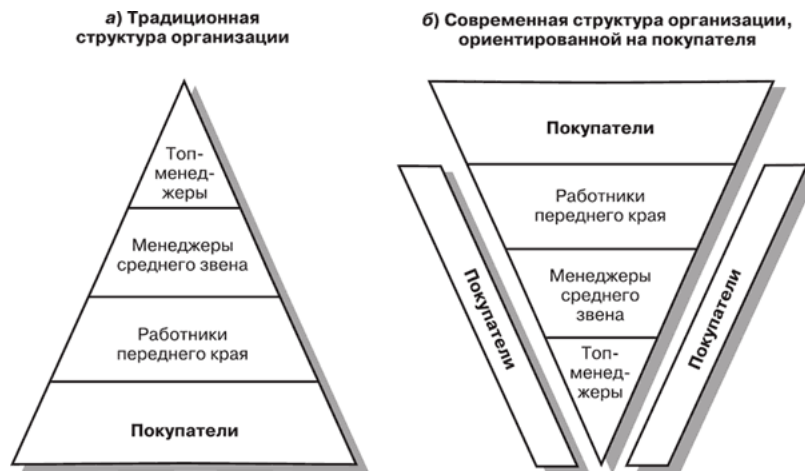 а) Традиционная
структура организации
Топ-
менед-
жеры
Менеджеры
среднего звена
Работники
переднего края
Покупатели
б) Современная структура организации,
ориентированной на покупателя
Покупатели
Работники
переднего края
Менеджеры
среднего
звена
Топ-
менед-
жеры
Покупатели
Покупатели